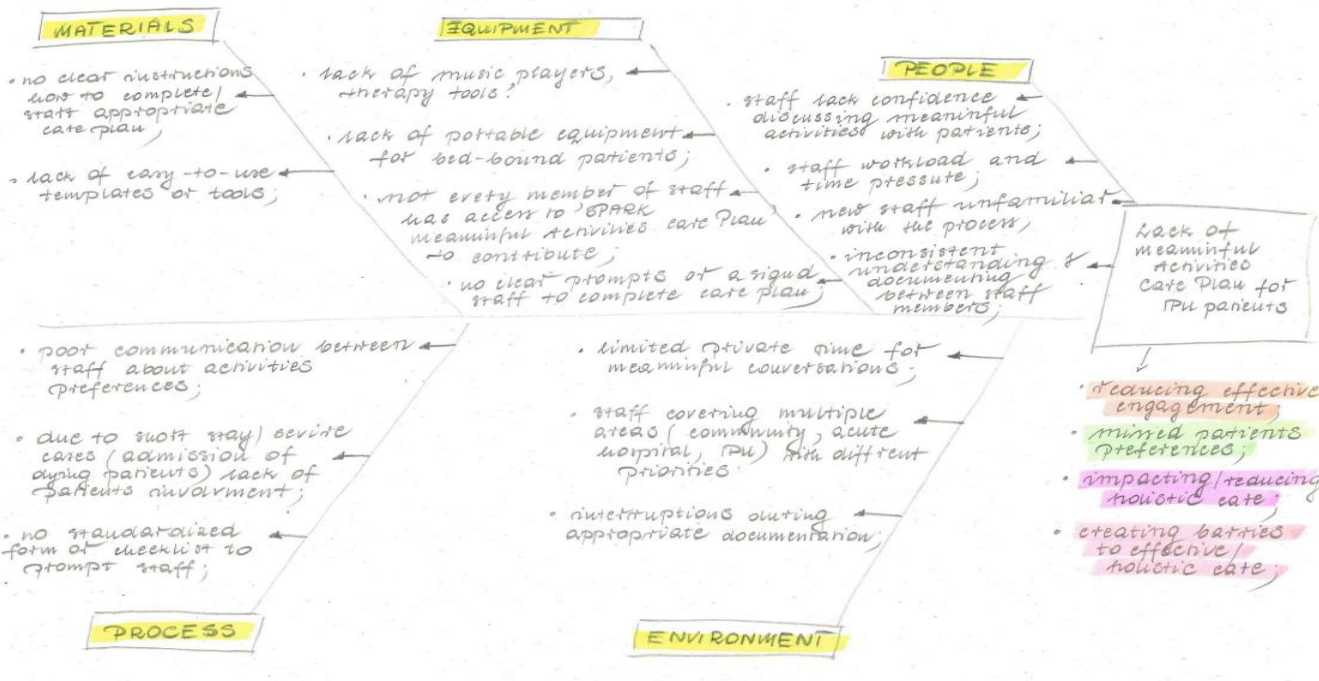 MATERIALS
• no clear instructions
how to complete/
start appropriate
care plan;
• lack of easy-to-use
templates or tools;
EQUIPMENT
• lack of music players,
therapy tools;
• lack of portable equipment
for bed-bound patients;
• not every member of staff
has access to 'SPARK
meaninful Activities Care Plan'
to contribute;
• no clear prompts or a signal
staff to complete care plan;
PEOPLE
• staff lack confidence
discussing meaninful
activities with patients;
• staff workload and
time pressure;
• new staff unfamiliar
with the process;
• inconsistent
understanding &
documenting
between staff
members;
Lack of
meaninful
Activities
Care Plan for
IPU patients
• reducing effective
engagement;
• missed patients
preferences;
• impacting/reducing
holistic care;
• creating barries
to effective/
holistic care;
• poor communication between
staff about activities
preferences;
• due to short stay/ sevire
cases (admission of
dying patients) lack of
patients involvment;
• no standardized
form or checklist to
prompt staff;
PROCESS
• limited private time for
meaninful conversations;
• staff covering multiple
areas (community, acute
hospital, IPU) with different
priorities
• interruptions during
appropriate documentation;
ENVIRONMENT